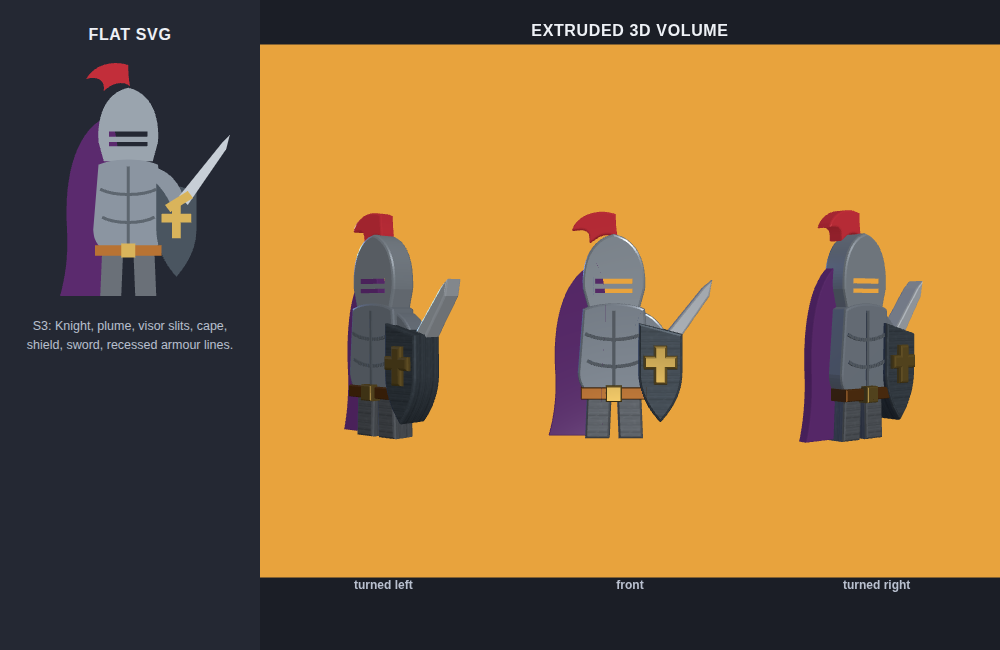 FLAT SVG
S3: Knight, plume, visor slits, cape,
shield, sword, recessed armour lines.
EXTRUDED 3D VOLUME
turned left
front
turned right